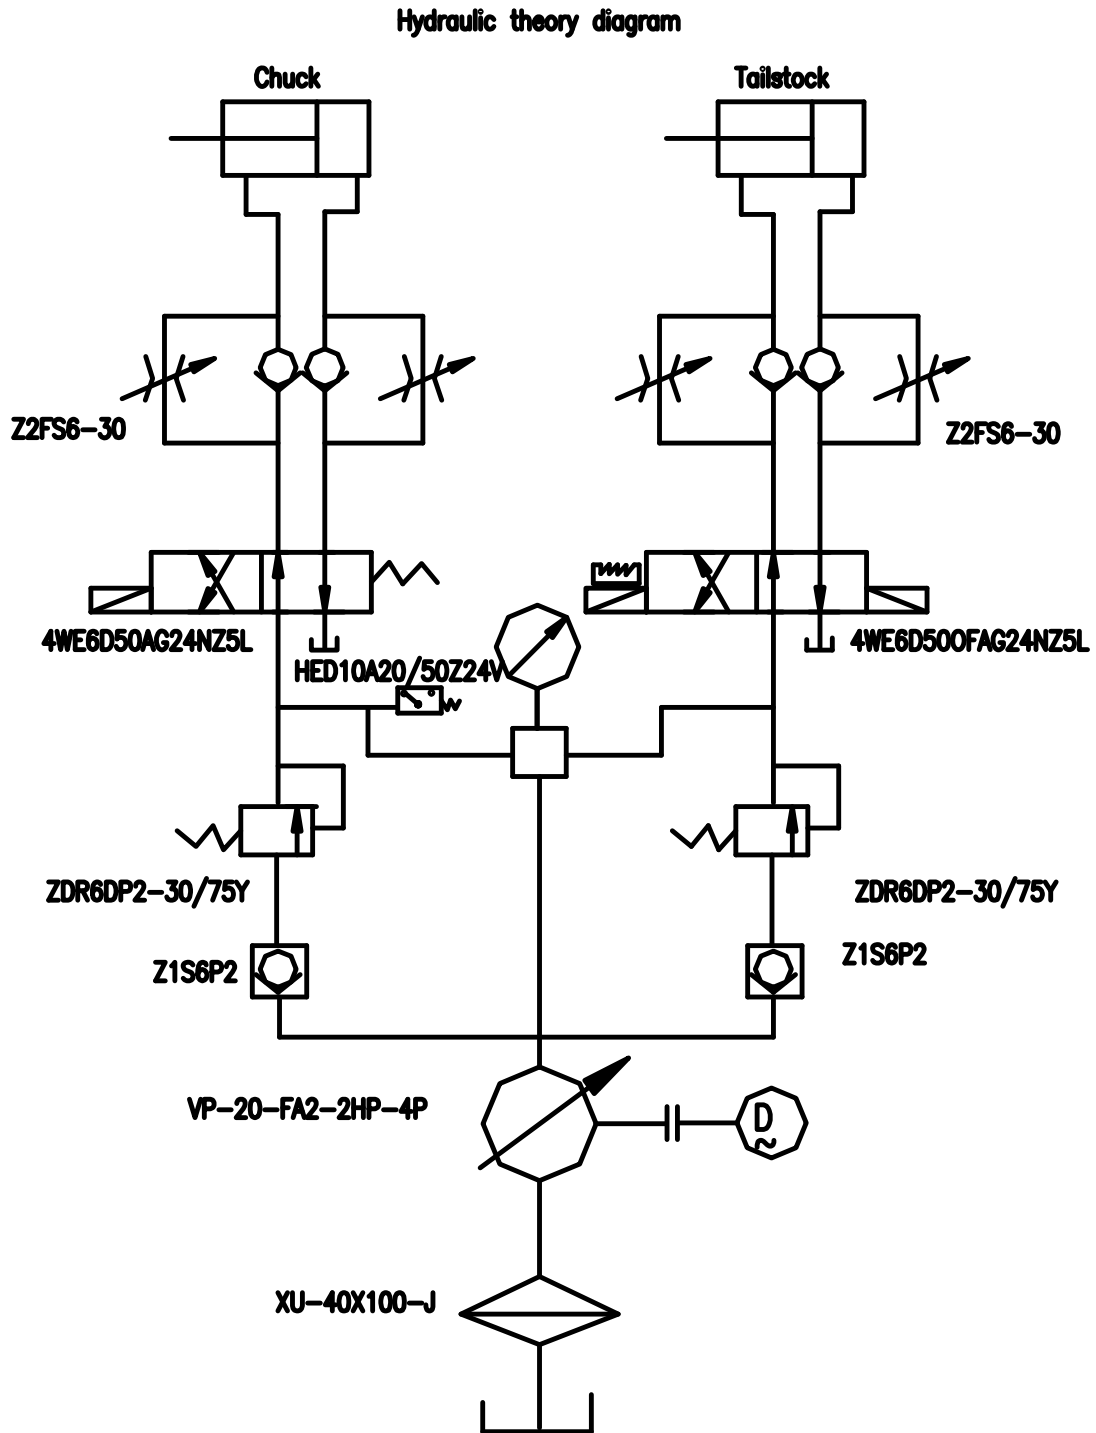 Hydraulic theory diagram
Chuck
Tailstock
Z2FS6-30
Z2FS6-30
4WE6D50AG24NZ5L
4WE6D50OFAG24NZ5L
HED10A20/50Z24V
ZDR6DP2-30/75Y
ZDR6DP2-30/75Y
Z1S6P2
Z1S6P2
VP-20-FA2-2HP-4P
D
~
XU-40X100-J